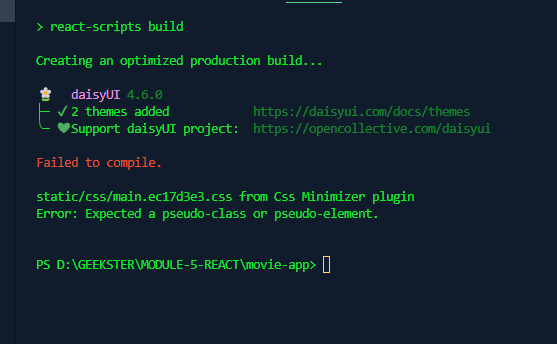 > react-scripts build
Creating an optimized production build...
daisyUI 4.6.0
✓ 2 themes added https://daisyui.com/docs/themes
Support daisyUI project: https://opencollective.com/daisyui
Failed to compile.
static/css/main.ec17d3e3.css from Css Minimizer plugin
Error: Expected a pseudo-class or pseudo-element.
PS D:\GEEKSTER\MODULE-5-REACT\movie-app>